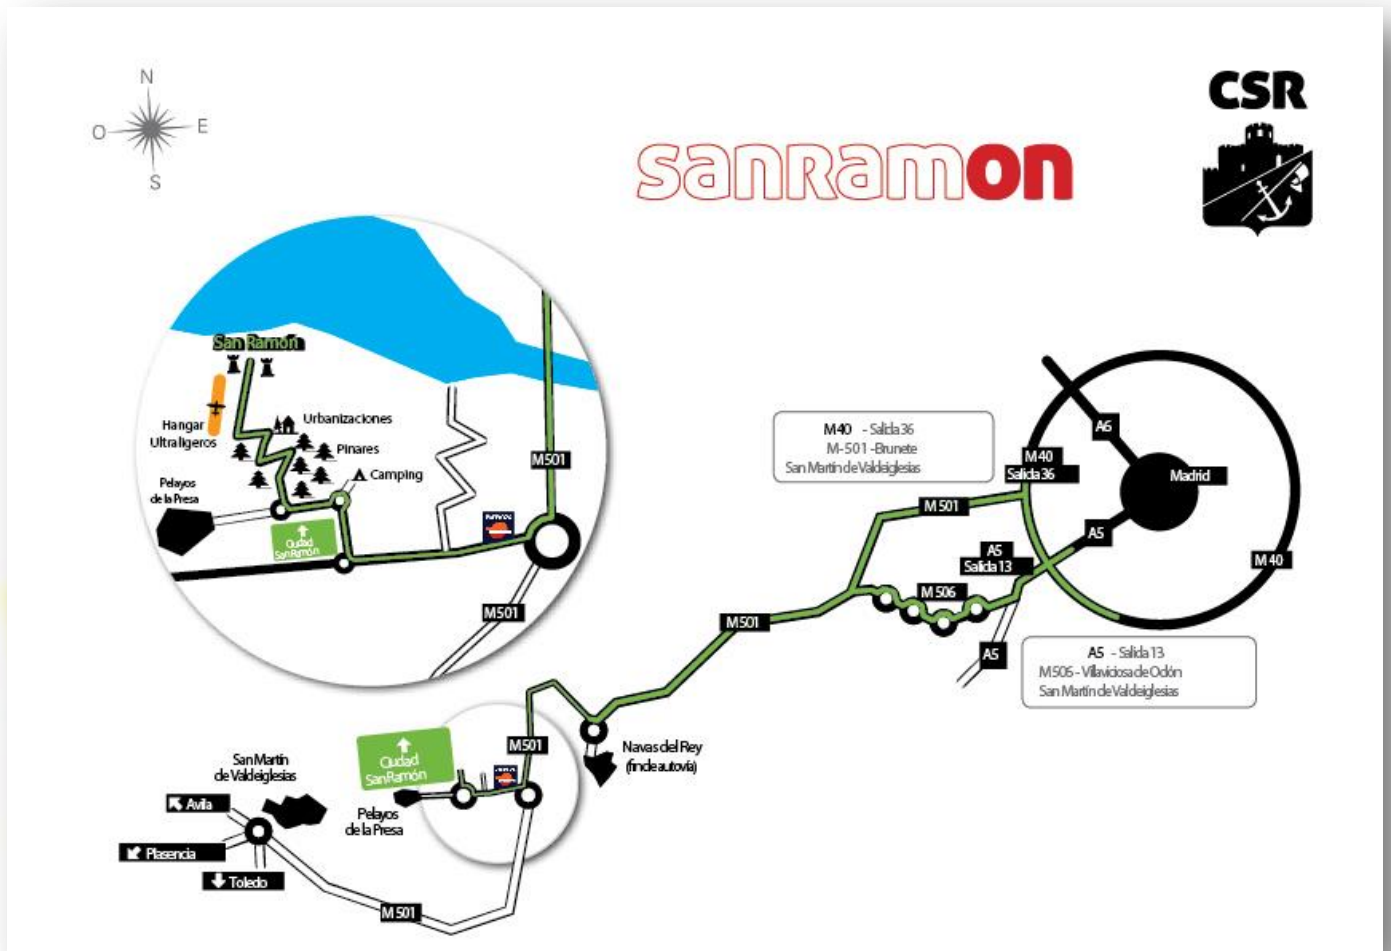 N
O
E
S
CSR
sanRamon
San Ramón
Hangar
Ultraligeros
Urbanizaciones
Pinares
Camping
Pelayos
de la Presa
Ciudad
San Ramón
M501
M501
M40 - Salida 36
M-501 - Brunete
San Martín de Valdeiglesias
M40
Salida 36
A6
Madrid
M501
A5
A5
Salida 13
M40
M506
M501
A5
A5 - Salida 13
M506 - Villaviciosa de Odón
San Martín de Valdeiglesias
Ciudad
San Ramón
M501
Navas del Rey
(fin de autovía)
San Martín
de Valdeiglesias
Pelayos
de la Presa
Avila
Plasencia
Toledo
M501